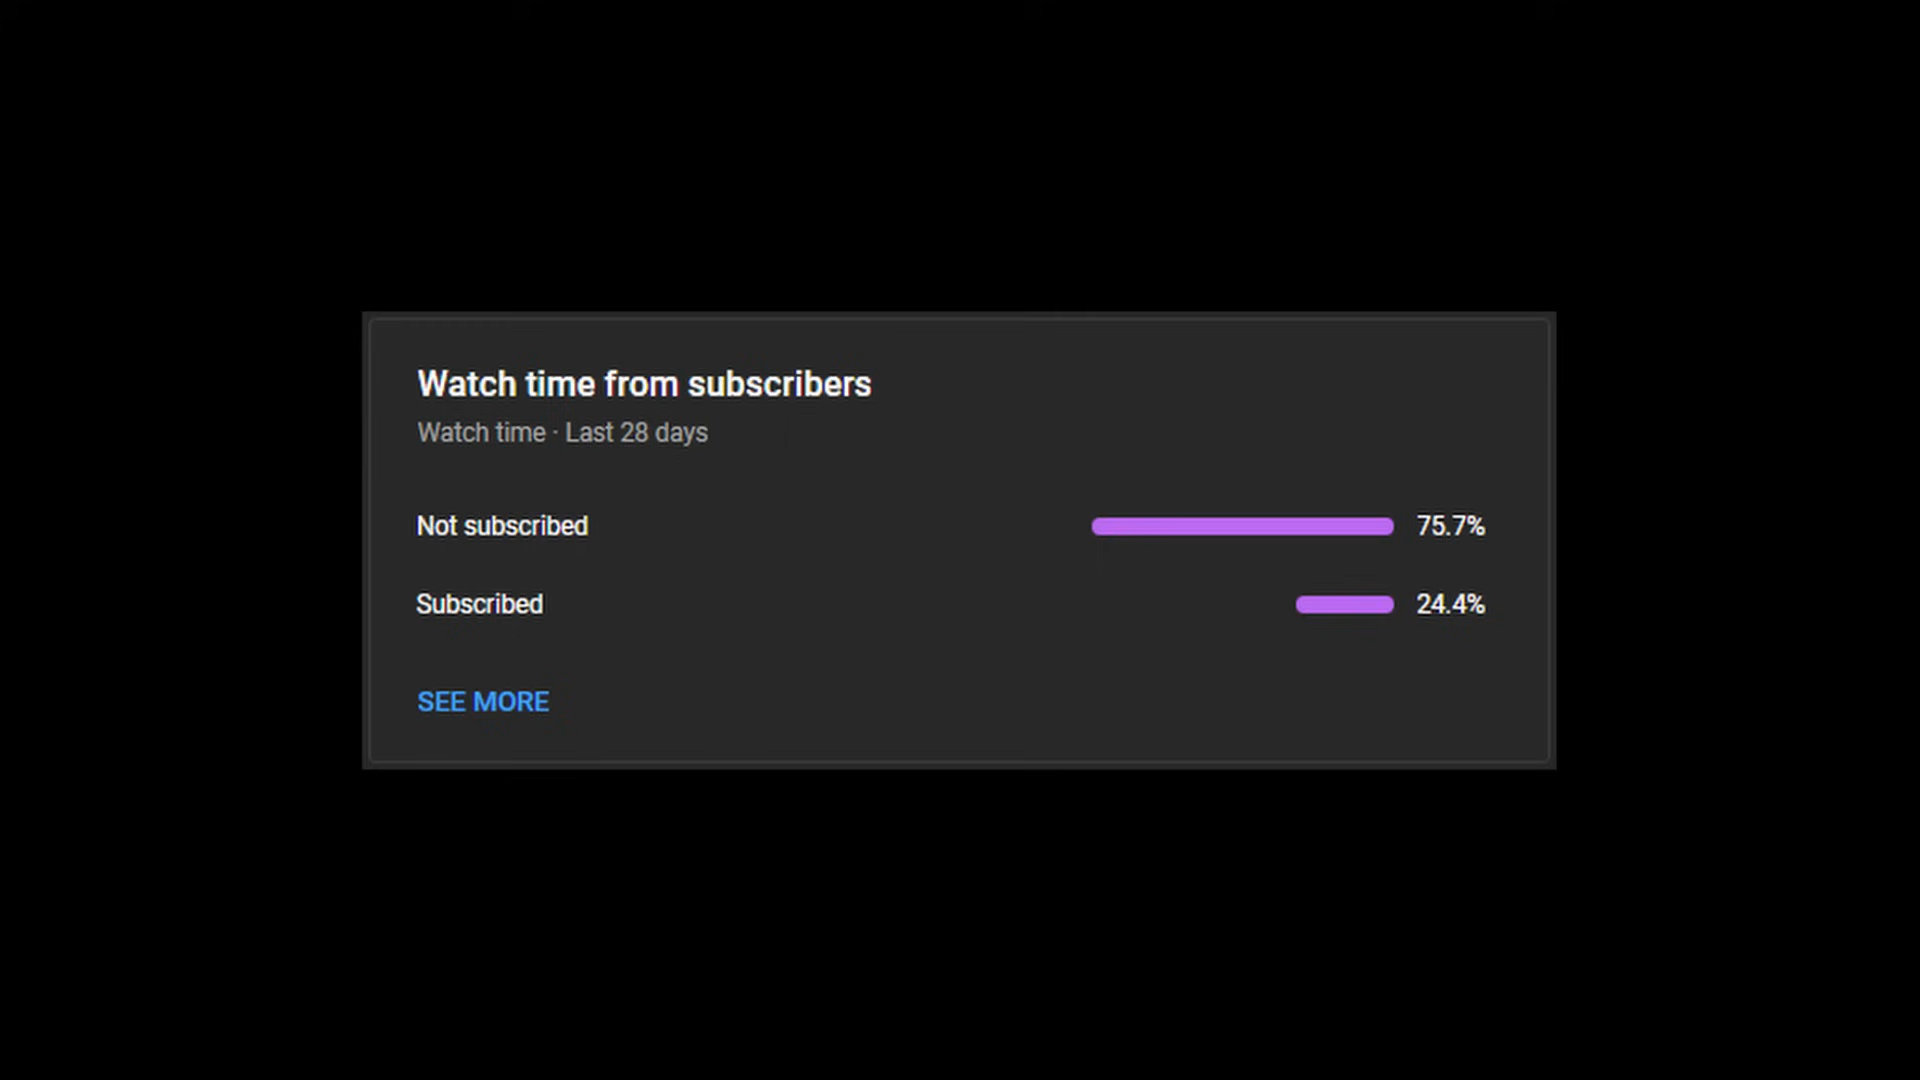 Watch time from subscribers
Watch time · Last 28 days
Not subscribed 75.7%
Subscribed 24.4%
SEE MORE